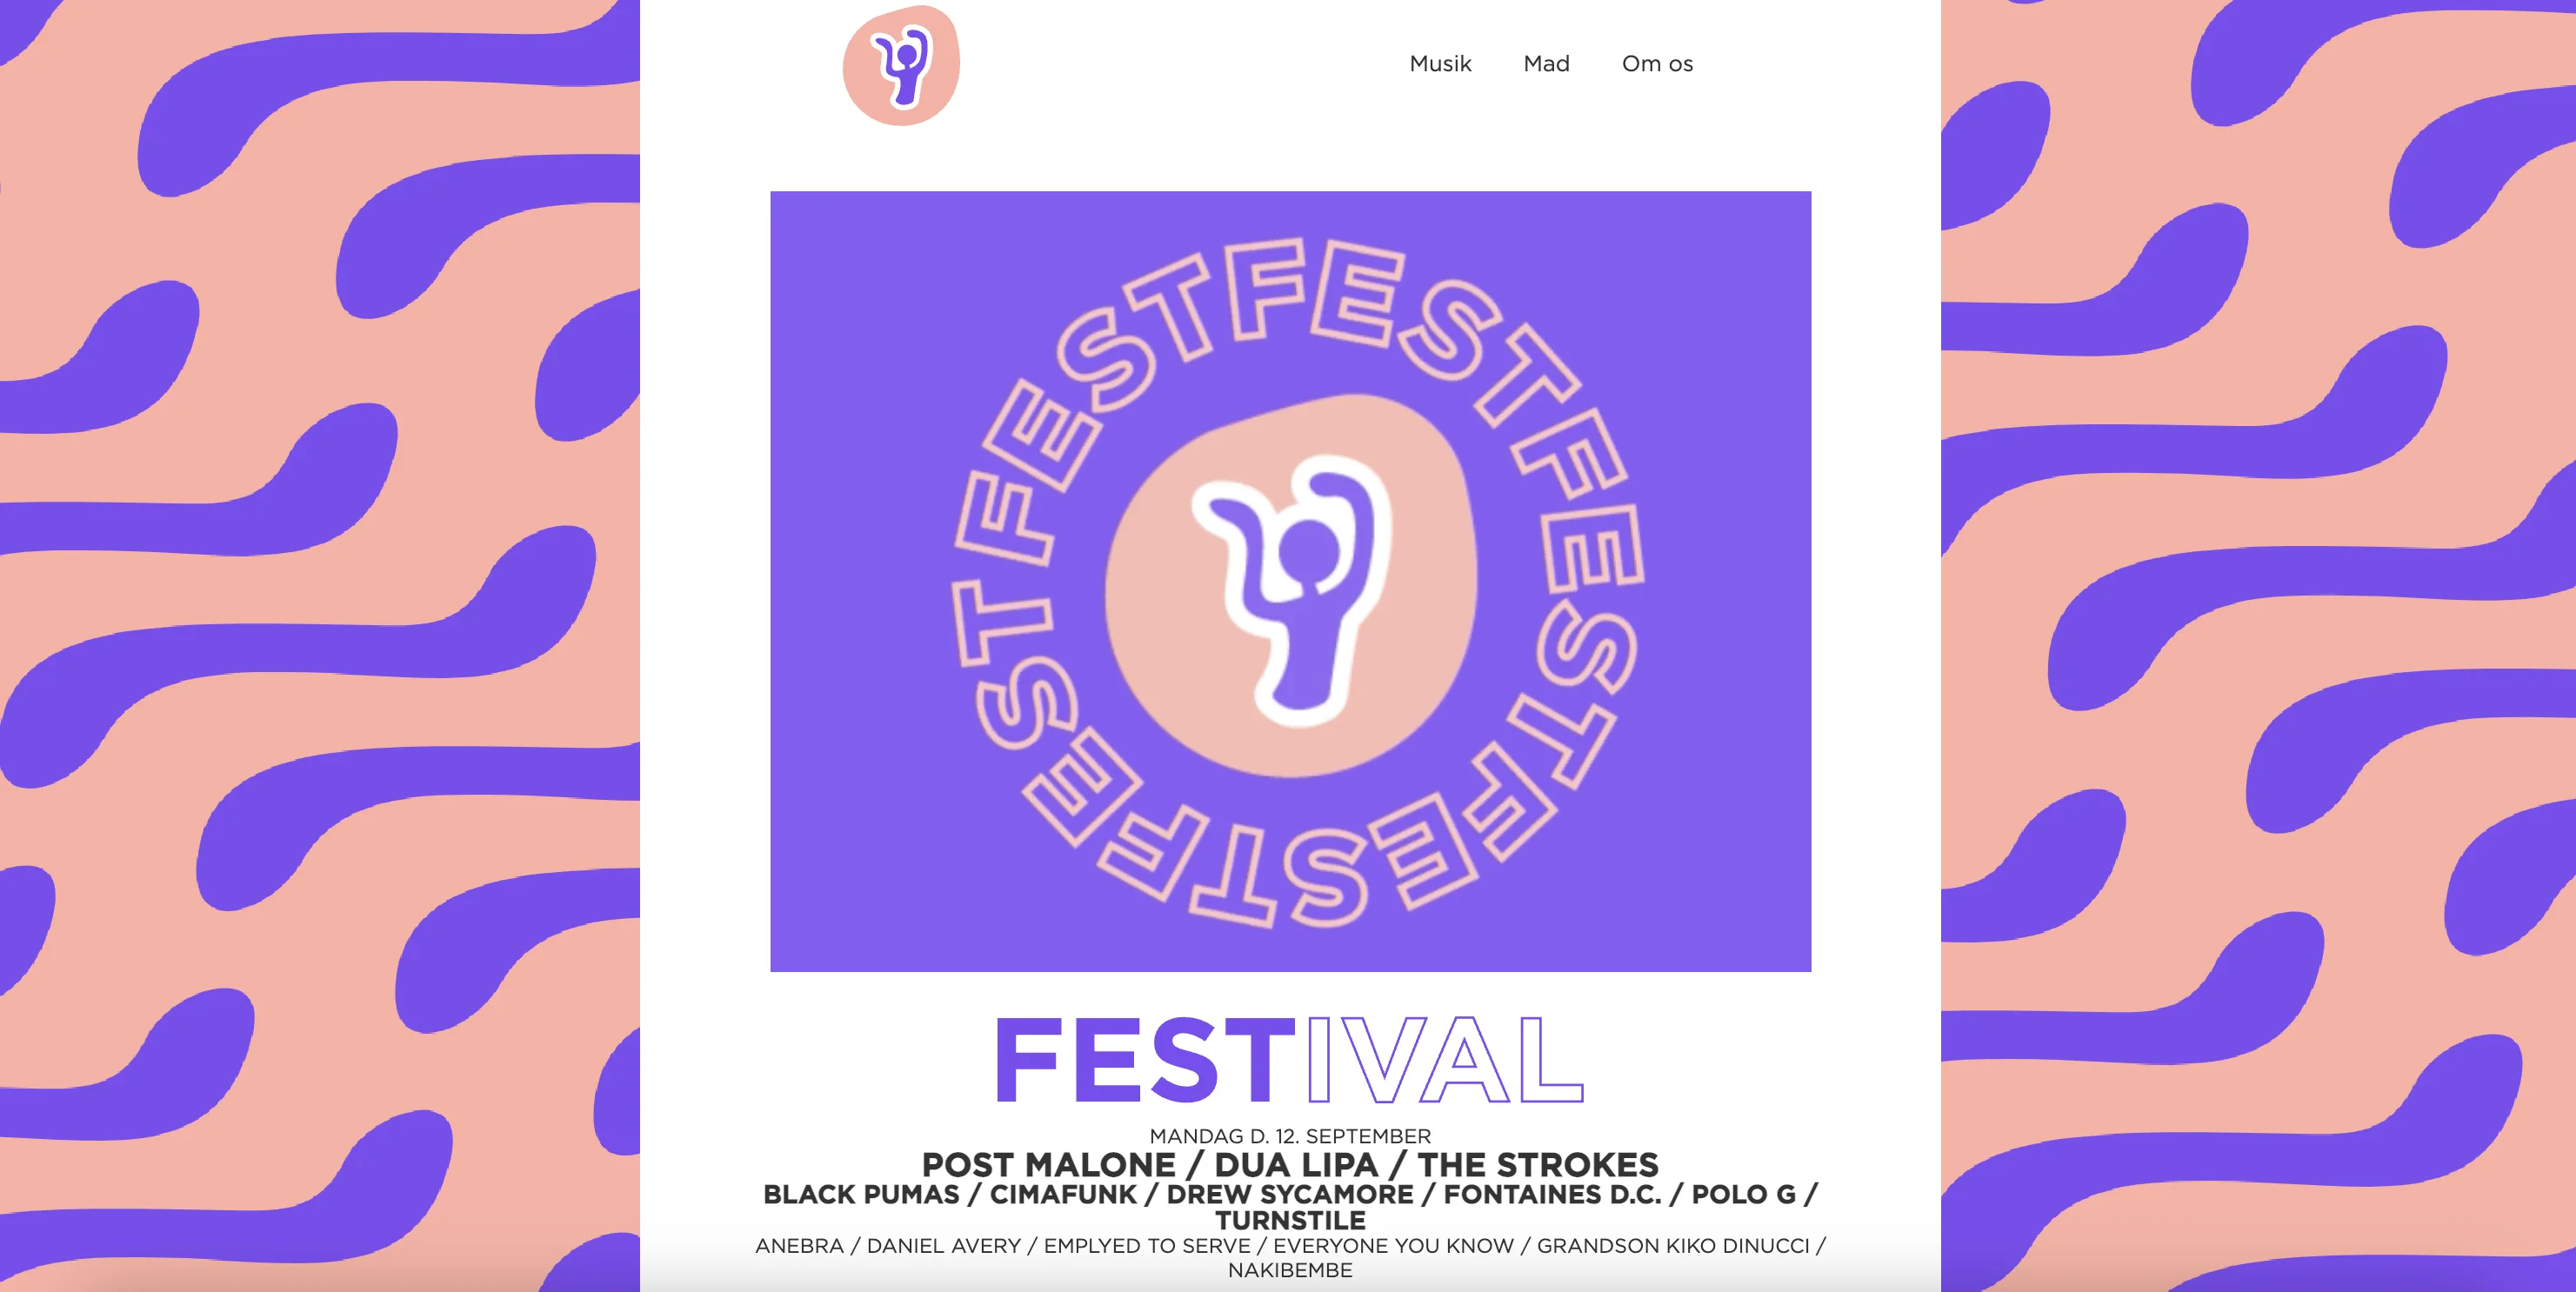 Musik Mad Om os
FESTFESTFESTFESTFEST
FESTIVAL
MANDAG D. 12. SEPTEMBER
POST MALONE / DUA LIPA / THE STROKES
BLACK PUMAS / CIMAFUNK / DREW SYCAMORE / FONTAINES D.C. / POLO G /
TURNSTILE
ANEBRA / DANIEL AVERY / EMPLYED TO SERVE / EVERYONE YOU KNOW / GRANDSON KIKO DINUCCI /
NAKIBEMBE